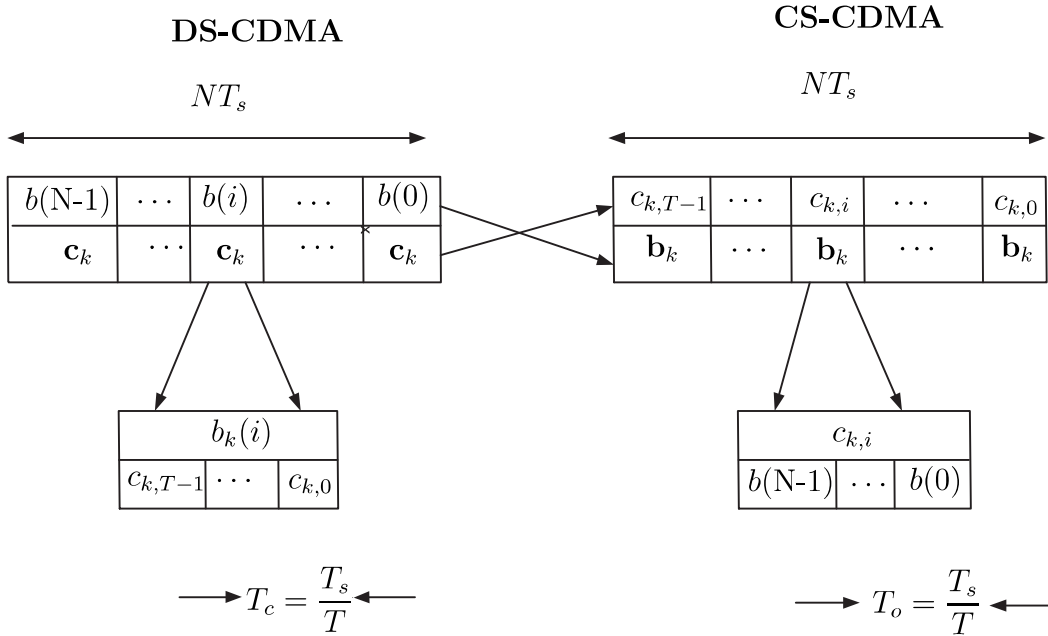 DS-CDMA
CS-CDMA
NT_s
NT_s
b(N-1) ··· b(i) ··· b(0)
c_k ··· c_k ··· c_k
c_{k,T−1} ··· c_{k,i} ··· c_{k,0}
b_k ··· b_k ··· b_k
b_k(i)
c_{k,T−1} ··· c_{k,0}
c_{k,i}
b(N-1) ··· b(0)
T_c = T_s/T
T_o = T_s/T